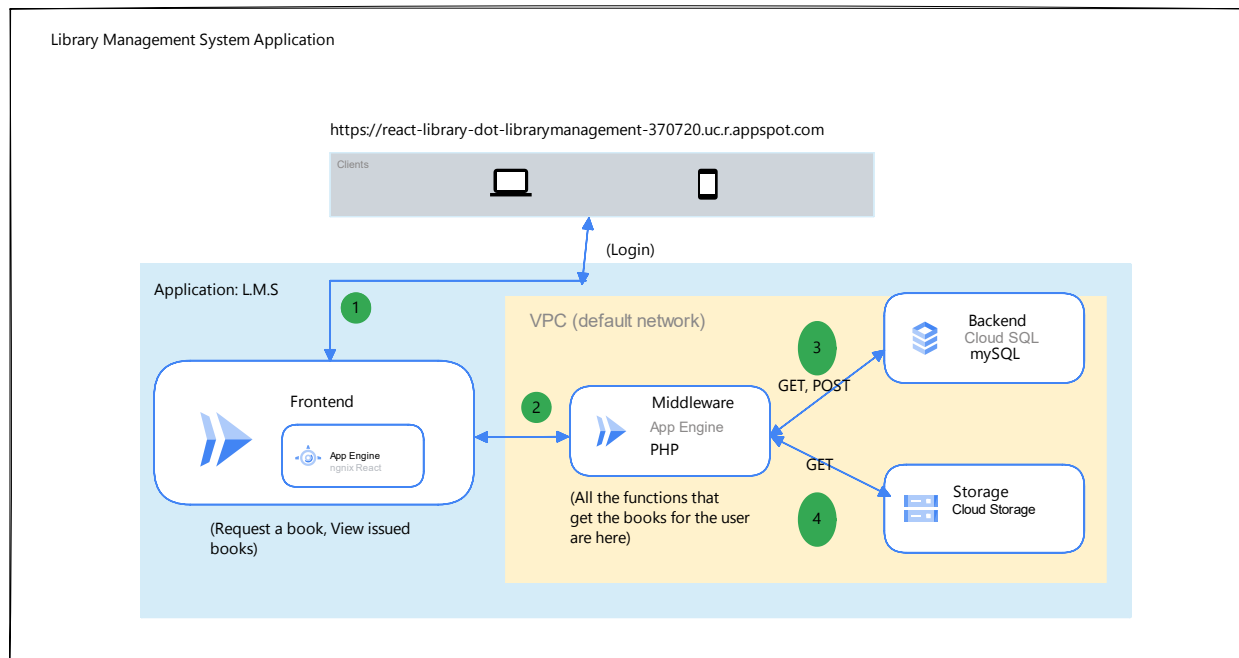 Library Management System Application
https://react-library-dot-librarymanagement-370720.uc.r.appspot.com
Clients
(Login)
Application: L.M.S
1
VPC (default network)
Backend
Cloud SQL
mySQL
3
GET, POST
Frontend
App Engine
ngnix React
2
Middleware
App Engine
PHP
GET
(Request a book, View issued
books)
(All the functions that
get the books for the user
are here)
4
Storage
Cloud Storage